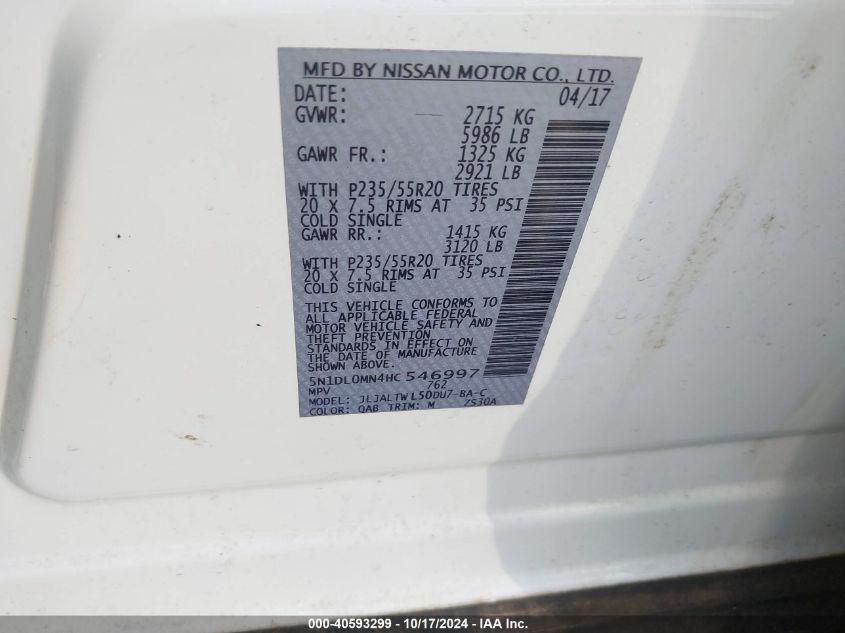 MFD BY NISSAN MOTOR CO., LTD.
DATE: 04/17
GVWR: 2715 KG
5986 LB
GAWR FR.: 1325 KG
2921 LB
WITH P235/55R20 TIRES
20 X 7.5 RIMS AT 35 PSI
COLD SINGLE
GAWR RR.: 1415 KG
3120 LB
WITH P235/55R20 TIRES
20 X 7.5 RIMS AT 35 PSI
COLD SINGLE
THIS VEHICLE CONFORMS TO
ALL APPLICABLE FEDERAL
MOTOR VEHICLE SAFETY AND
THEFT PREVENTION
STANDARDS IN EFFECT ON
THE DATE OF MANUFACTURE
SHOWN ABOVE.
5N1DL0MN4HC546997
MPV 762
MODEL: JLJALTWL50DU7-BA-C
COLOR: QAB TRIM: M ZS30A
000-40593299 - 10/17/2024 - IAA Inc.